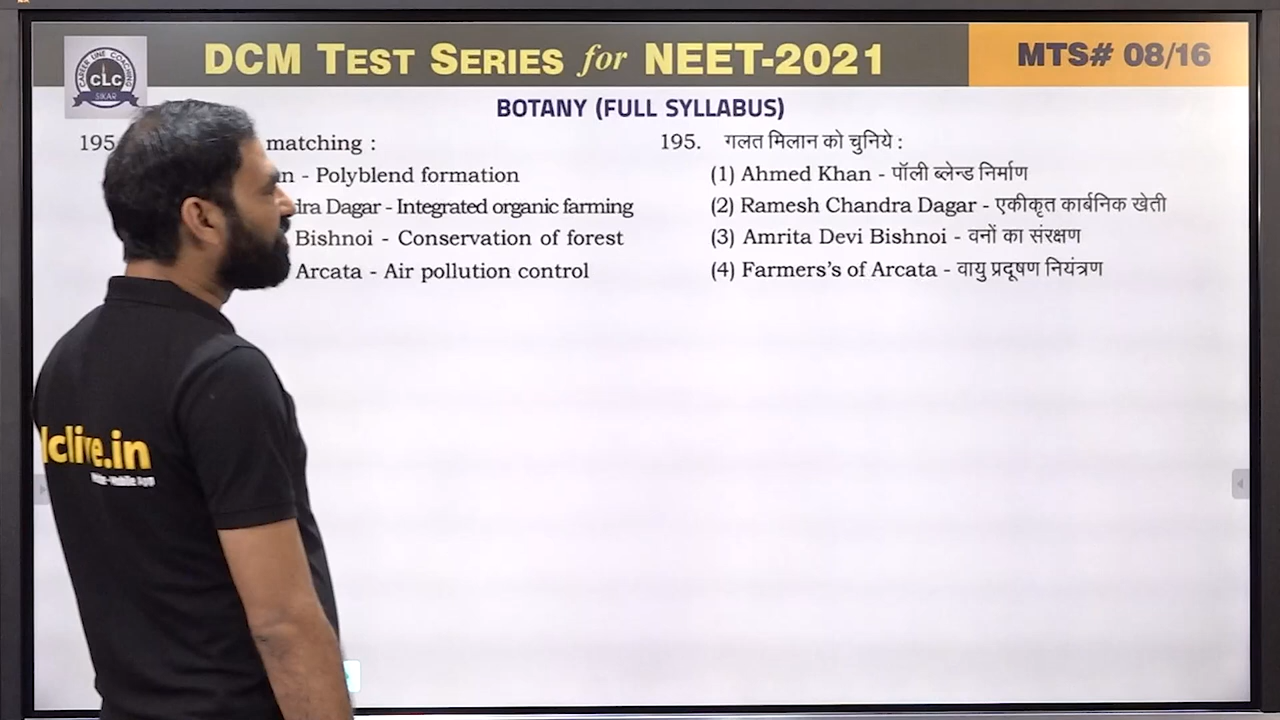 DCM TEST SERIES for NEET-2021
MTS# 08/16
CAREER LINE COACHING
CLC
SIKAR
BOTANY (FULL SYLLABUS)
195
matching :
n - Polyblend formation
dra Dagar - Integrated organic farming
Bishnoi - Conservation of forest
Arcata - Air pollution control
195. गलत मिलान को चुनिये :
(1) Ahmed Khan - पॉली ब्लेन्ड निर्माण
(2) Ramesh Chandra Dagar - एकीकृत कार्बनिक खेती
(3) Amrita Devi Bishnoi - वनों का संरक्षण
(4) Farmers's of Arcata - वायु प्रदूषण नियंत्रण
lclive.in